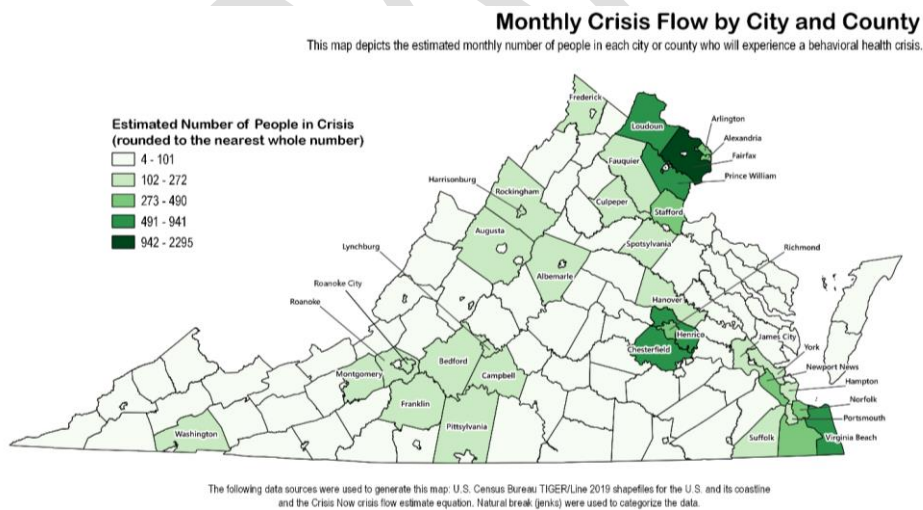 Monthly Crisis Flow by City and County
This map depicts the estimated monthly number of people in each city or county who will experience a behavioral health crisis.
Estimated Number of People in Crisis
(rounded to the nearest whole number)
4 - 101
102 - 272
273 - 490
491 - 941
942 - 2295
Frederick
Loudoun
Arlington
Alexandria
Fairfax
Fauquier
Prince William
Harrisonburg
Rockingham
Culpeper
Stafford
Augusta
Spotsylvania
Lynchburg
Richmond
Albemarle
Roanoke City
Roanoke
Hanover
Henrico
James City
Chesterfield
York
Bedford
Newport News
Montgomery
Campbell
Hampton
Franklin
Norfolk
Portsmouth
Pittsylvania
Washington
Suffolk
Virginia Beach
The following data sources were used to generate this map: U.S. Census Bureau TIGER/Line 2019 shapefiles for the U.S. and its coastline
and the Crisis Now crisis flow estimate equation. Natural break (jenks) were used to categorize the data.